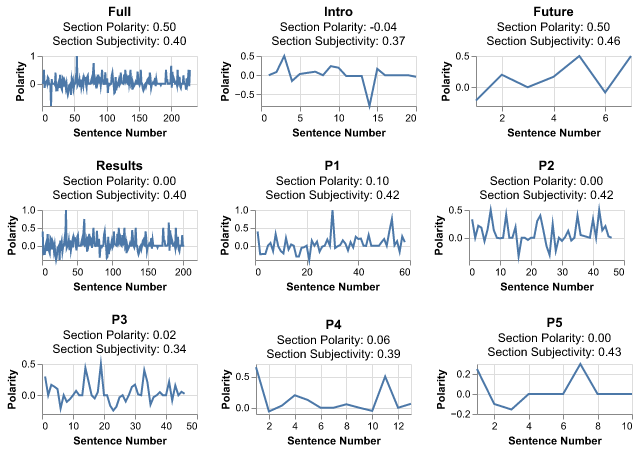 Full
Section Polarity: 0.50
Section Subjectivity: 0.40
Polarity
1
0
0
50
100
150
200
Sentence Number
Intro
Section Polarity: -0.04
Section Subjectivity: 0.37
Polarity
0.5
0.0
-0.5
0
5
10
15
20
Sentence Number
Future
Section Polarity: 0.50
Section Subjectivity: 0.46
Polarity
0.5
0.0
2
4
6
Sentence Number
Results
Section Polarity: 0.00
Section Subjectivity: 0.40
Polarity
1.0
0.5
0.0
0
50
100
150
200
Sentence Number
P1
Section Polarity: 0.10
Section Subjectivity: 0.42
Polarity
1.0
0.5
0.0
0
20
40
60
Sentence Number
P2
Section Polarity: 0.00
Section Subjectivity: 0.42
Polarity
0.5
0.0
0
10
20
30
40
50
Sentence Number
P3
Section Polarity: 0.02
Section Subjectivity: 0.34
Polarity
0.5
0.0
0
10
20
30
40
50
Sentence Number
P4
Section Polarity: 0.06
Section Subjectivity: 0.39
Polarity
0.5
0.0
2
4
6
8
10
12
Sentence Number
P5
Section Polarity: 0.00
Section Subjectivity: 0.43
Polarity
0.2
0.0
−0.2
2
4
6
8
10
Sentence Number